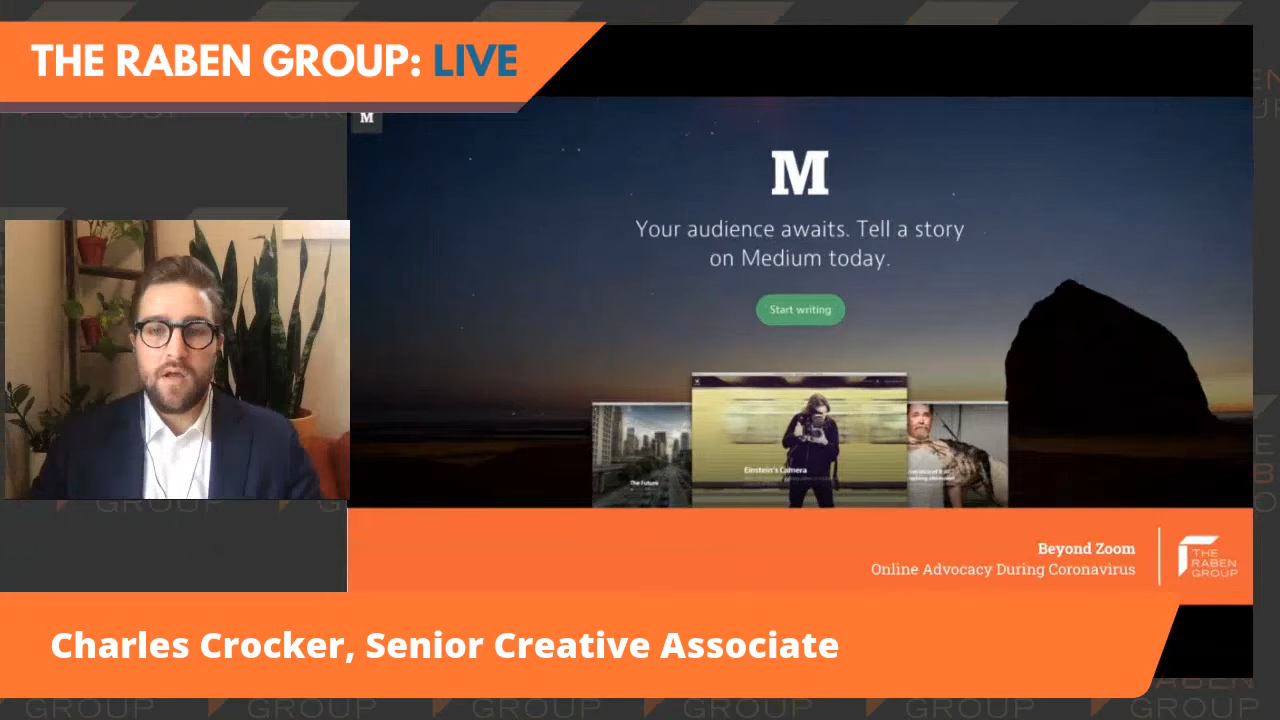 THE RABEN GROUP: LIVE
M
M
Your audience awaits. Tell a story
on Medium today.
Start writing
Einstein's Camera
The Future
Beyond Zoom
Online Advocacy During Coronavirus
THE
RABEN
GROUP
Charles Crocker, Senior Creative Associate